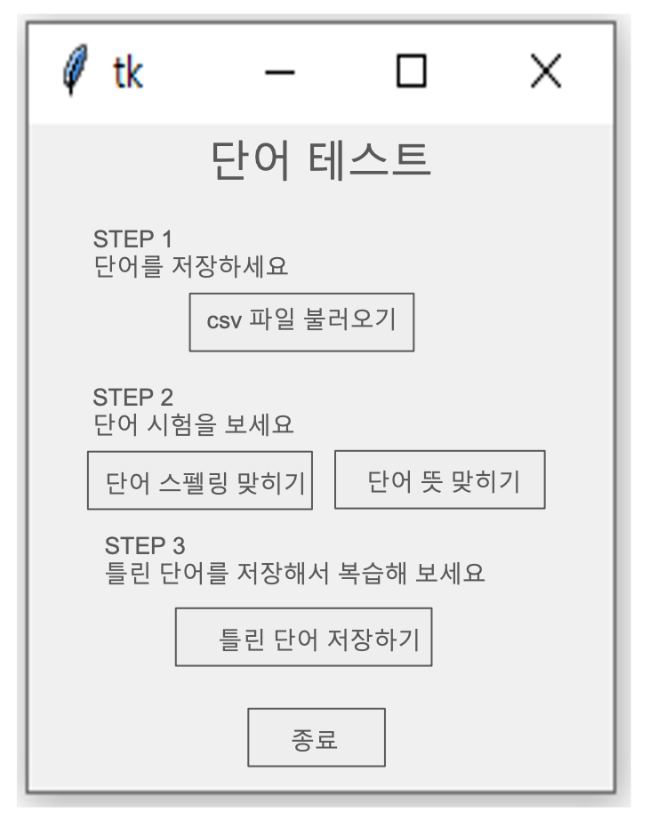 tk
단어 테스트
STEP 1
단어를 저장하세요
csv 파일 불러오기
STEP 2
단어 시험을 보세요
단어 스펠링 맞히기
단어 뜻 맞히기
STEP 3
틀린 단어를 저장해서 복습해 보세요
틀린 단어 저장하기
종료